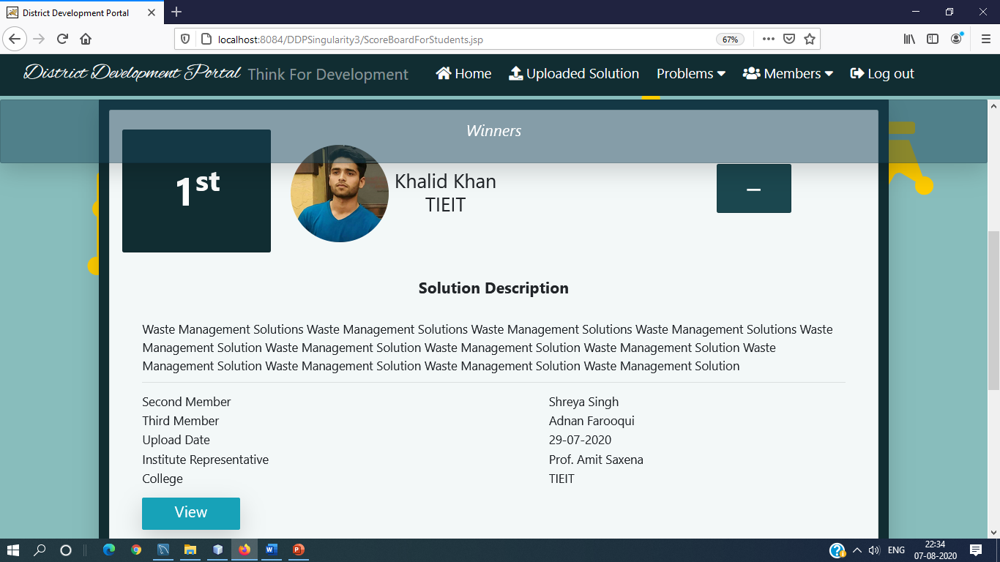 District Development Portal
localhost:8084/DDPSingularity3/ScoreBoardForStudents.jsp
67%
District Development Portal Think For Development Home Uploaded Solution Problems Members Log out
Winners
1st
Khalid Khan
TIEIT
–
Solution Description
Waste Management Solutions Waste Management Solutions Waste Management Solutions Waste Management Solutions Waste
Management Solution Waste Management Solution Waste Management Solution Waste Management Solution Waste
Management Solution Waste Management Solution Waste Management Solution Waste Management Solution
Second Member Shreya Singh
Third Member Adnan Farooqui
Upload Date 29-07-2020
Institute Representative Prof. Amit Saxena
College TIEIT
View
ENG
22:34
07-08-2020